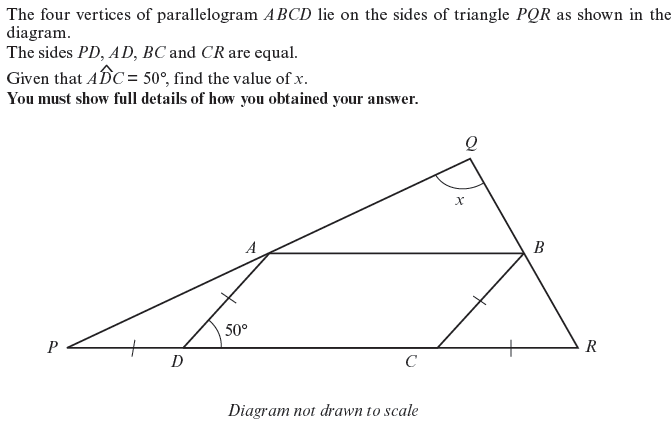 The four vertices of parallelogram ABCD lie on the sides of triangle PQR as shown in the
diagram.
The sides PD, AD, BC and CR are equal.
Given that AD̂C = 50°, find the value of x.
You must show full details of how you obtained your answer.
Q
x
A
B
50°
P
D
C
R
Diagram not drawn to scale